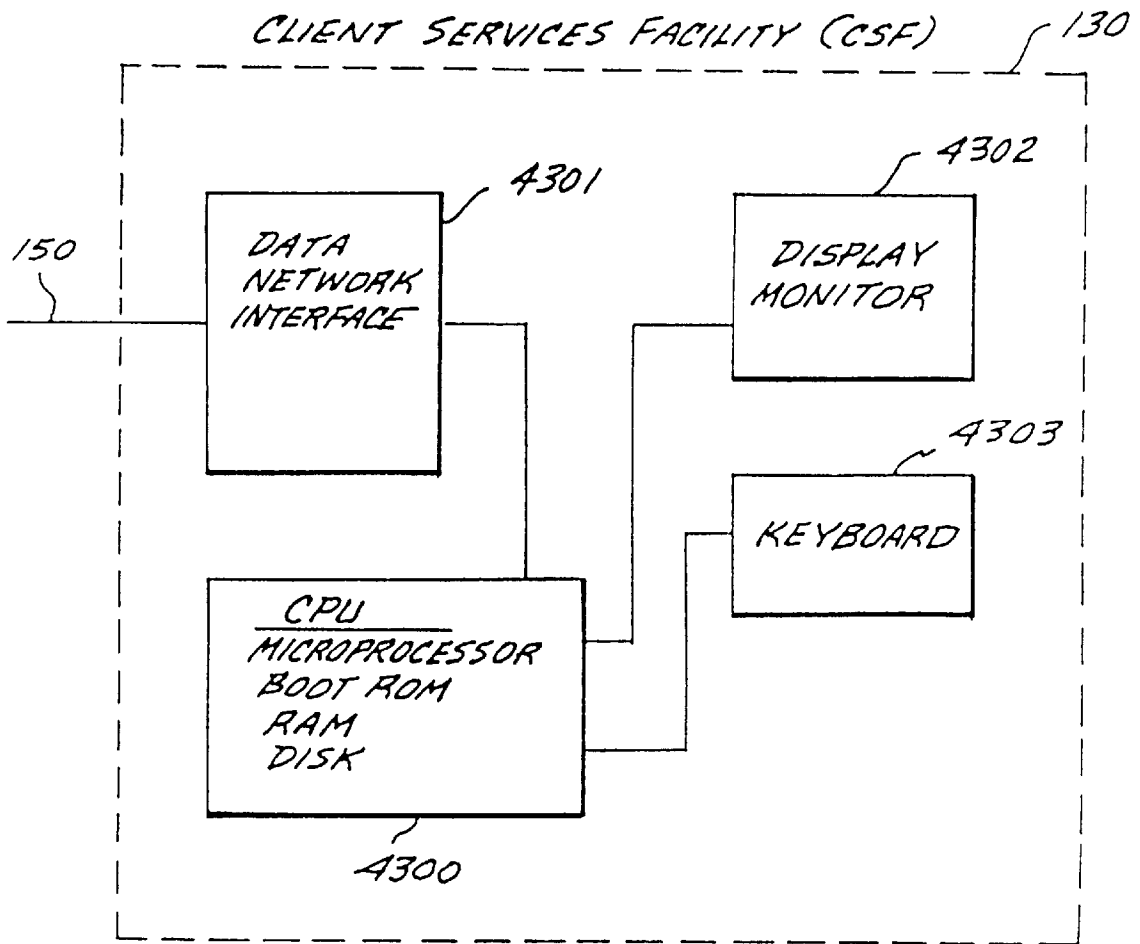 CLIENT SERVICES FACILITY (CSF)
130
4301
4302
150
DATA
NETWORK
INTERFACE
DISPLAY
MONITOR
4303
KEYBOARD
CPU
MICROPROCESSOR
BOOT ROM
RAM
DISK
4300